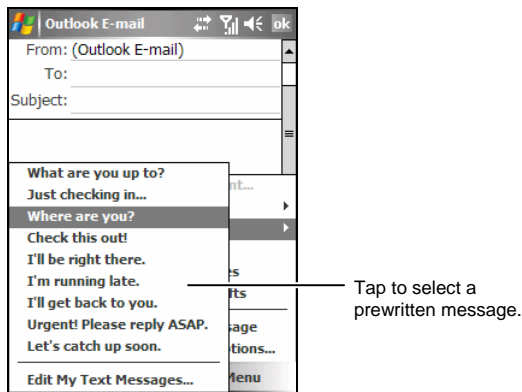 Outlook E-mail ok
From: (Outlook E-mail)
To:
Subject:
What are you up to?
Just checking in...
Where are you?
Check this out!
I'll be right there.
I'm running late.
I'll get back to you.
Urgent! Please reply ASAP.
Let's catch up soon.
Edit My Text Messages...
Menu
Tap to select a
prewritten message.